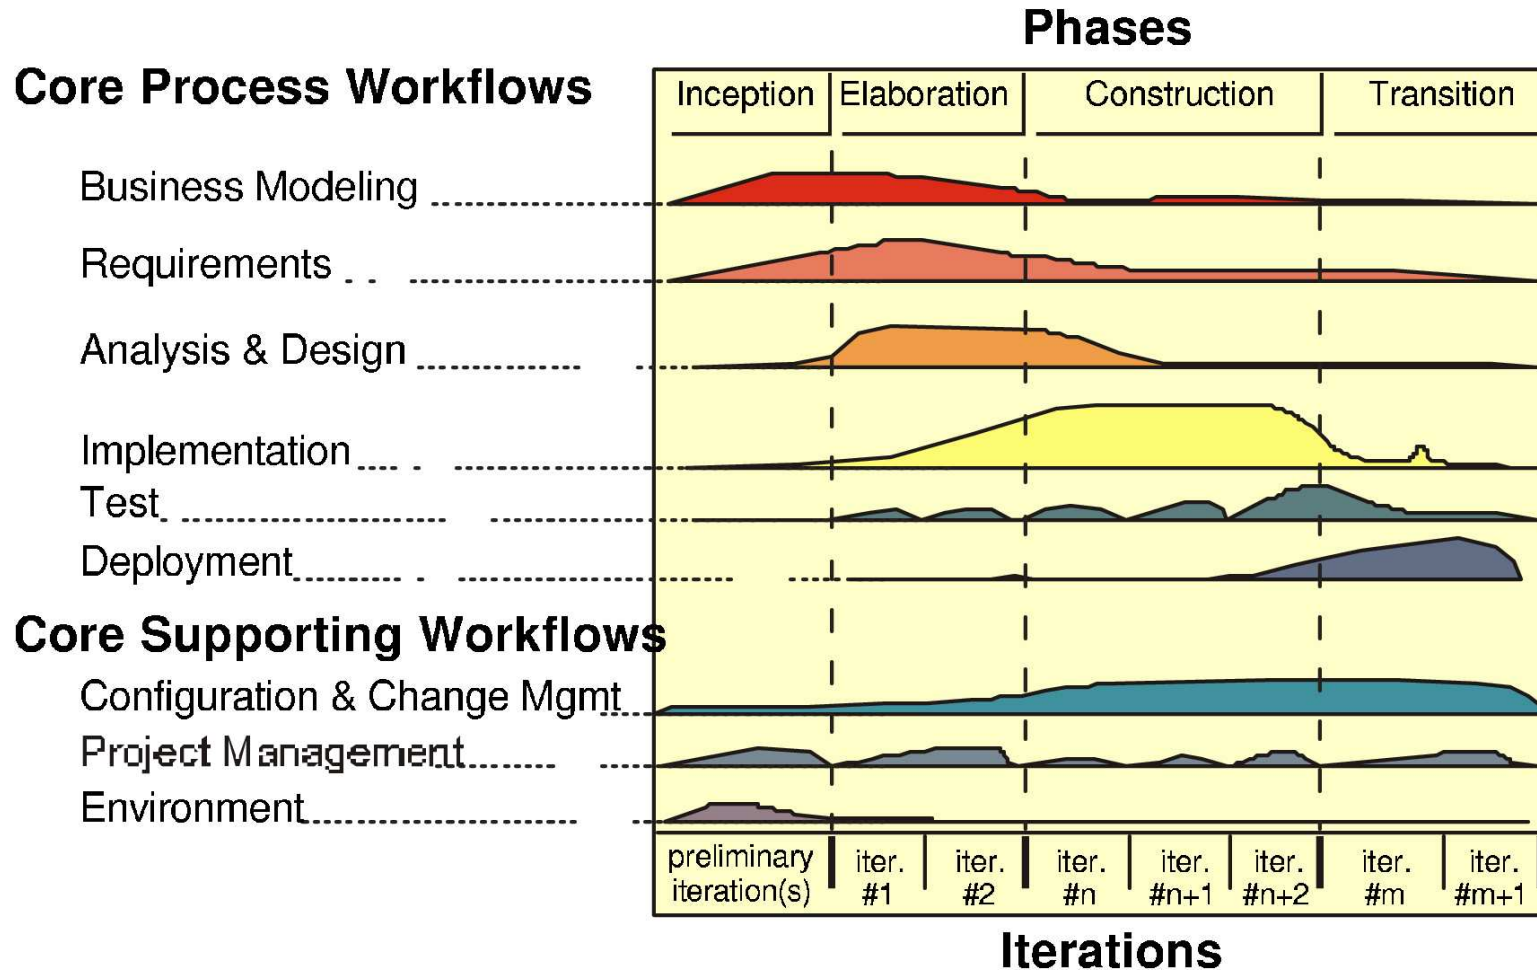 Phases
Core Process Workflows
Inception Elaboration Construction Transition
Business Modeling
Requirements
Analysis & Design
Implementation
Test
Deployment
Core Supporting Workflows
Configuration & Change Mgmt
Project Management
Environment
preliminary iteration(s)
iter. #1
iter. #2
iter. #n
iter. #n+1
iter. #n+2
iter. #m
iter. #m+1
Iterations